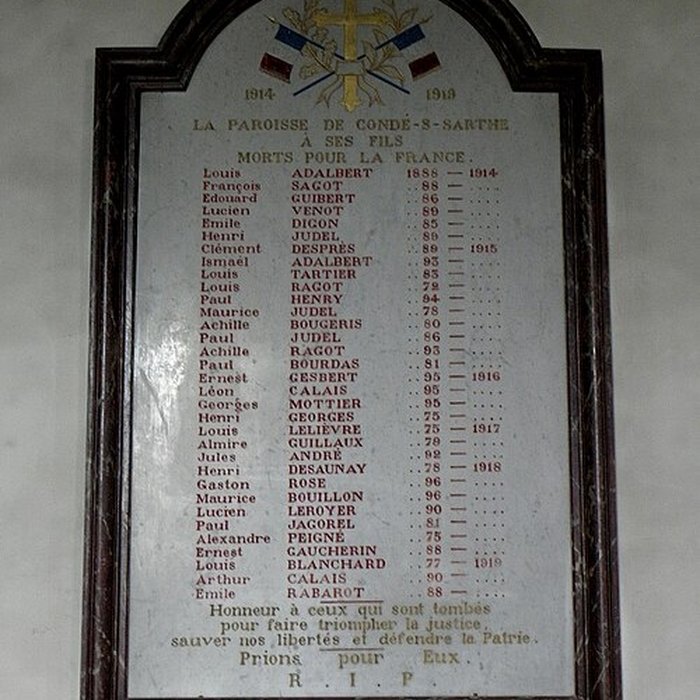 1914 1919
LA PAROISSE DE CONDÉ-S-SARTHE
À SES FILS
MORTS POUR LA FRANCE.
Louis ADALBERT 1888 — 1914
François SAGOT ..88 — ....
Edouard GUIBERT ..86 — ....
Lucien VENOT ..89 — ....
Emile DIGON ..85 — ....
Henri JUDEL ..89 — ....
Clément DESPRÈS ..89 — 1915
Ismaël ADALBERT ..93 — ....
Louis TARTIER ..83 — ....
Louis RAGOT ..72 — ....
Paul HENRY ..94 — ....
Maurice JUDEL ..78 — ....
Achille BOUGERIS ..80 — ....
Paul JUDEL ..86 — ....
Achille RAGOT ..93 — ....
Paul BOURDAS ..81 — ....
Ernest GESBERT ..95 — 1916
Léon CALAIS ..95 — ....
Georges MOTTIER ..95 — ....
Henri GEORGES ..75 — ....
Louis LELIÈVRE ..75 — 1917
Almire GUILLAUX ..79 — ....
Jules ANDRÉ ..92 — ....
Henri DESAUNAY ..78 — 1918
Gaston ROSE ..96 — ....
Maurice BOUILLON ..96 — ....
Lucien LEROYER ..90 — ....
Paul JAGOREL ..81 — ....
Alexandre PEIGNÉ ..75 — ....
Ernest GAUCHERIN ..88 — ....
Louis BLANCHARD ..77 — 1919
Arthur CALAIS ..90 — ....
Emile RABAROT ..88 — ....
Honneur à ceux qui sont tombés
pour faire triompher la justice,
sauver nos libertés et défendre la Patrie.
Prions pour Eux.
R . I . P .